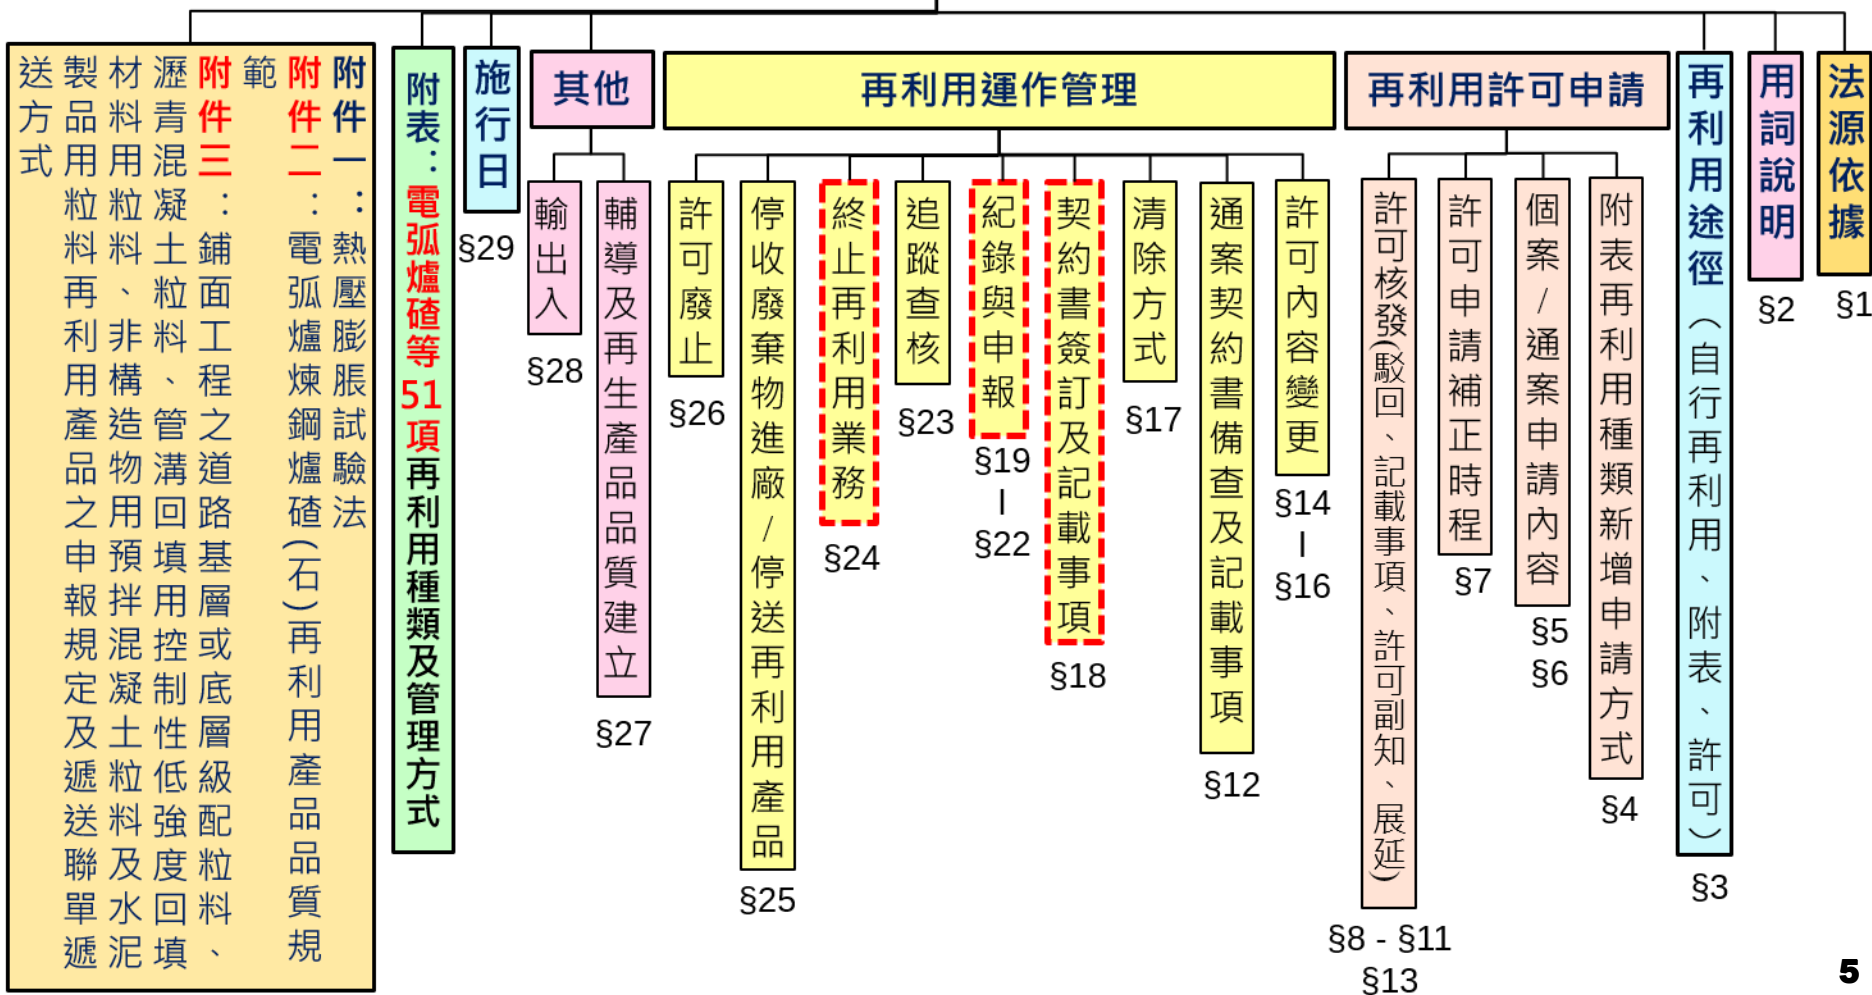 法源依據
§1
用詞說明
§2
再利用途徑（自行再利用、附表、許可）
§3
再利用許可申請
附表再利用種類新增申請方式
§4
個案/通案申請內容
§5
§6
許可申請補正時程
§7
許可核發(駁回、記載事項、許可副知、展延)
§8 - §11
§13
再利用運作管理
許可內容變更
§14
|
§16
通案契約書備查及記載事項
§12
清除方式
§17
契約書簽訂及記載事項
§18
紀錄與申報
§19
|
§22
追蹤查核
§23
終止再利用業務
§24
停收廢棄物進廠/停送再利用產品
§25
許可廢止
§26
其他
輔導及再生產品品質建立
§27
輸出入
§28
施行日
§29
附表：電弧爐碴等51項再利用種類及管理方式
附件一：熱壓膨脹試驗法
附件二：電弧爐煉鋼爐碴(石)再利用產品品質規
範
附件三：鋪面工程之道路基層或底層級配粒料、
瀝青混凝土粒料、管溝回填用控制性低強度回填
材料用粒料、非構造物用預拌混凝土粒料及水泥
製品用粒料再利用產品之申報規定及遞送聯單遞
送方式
5